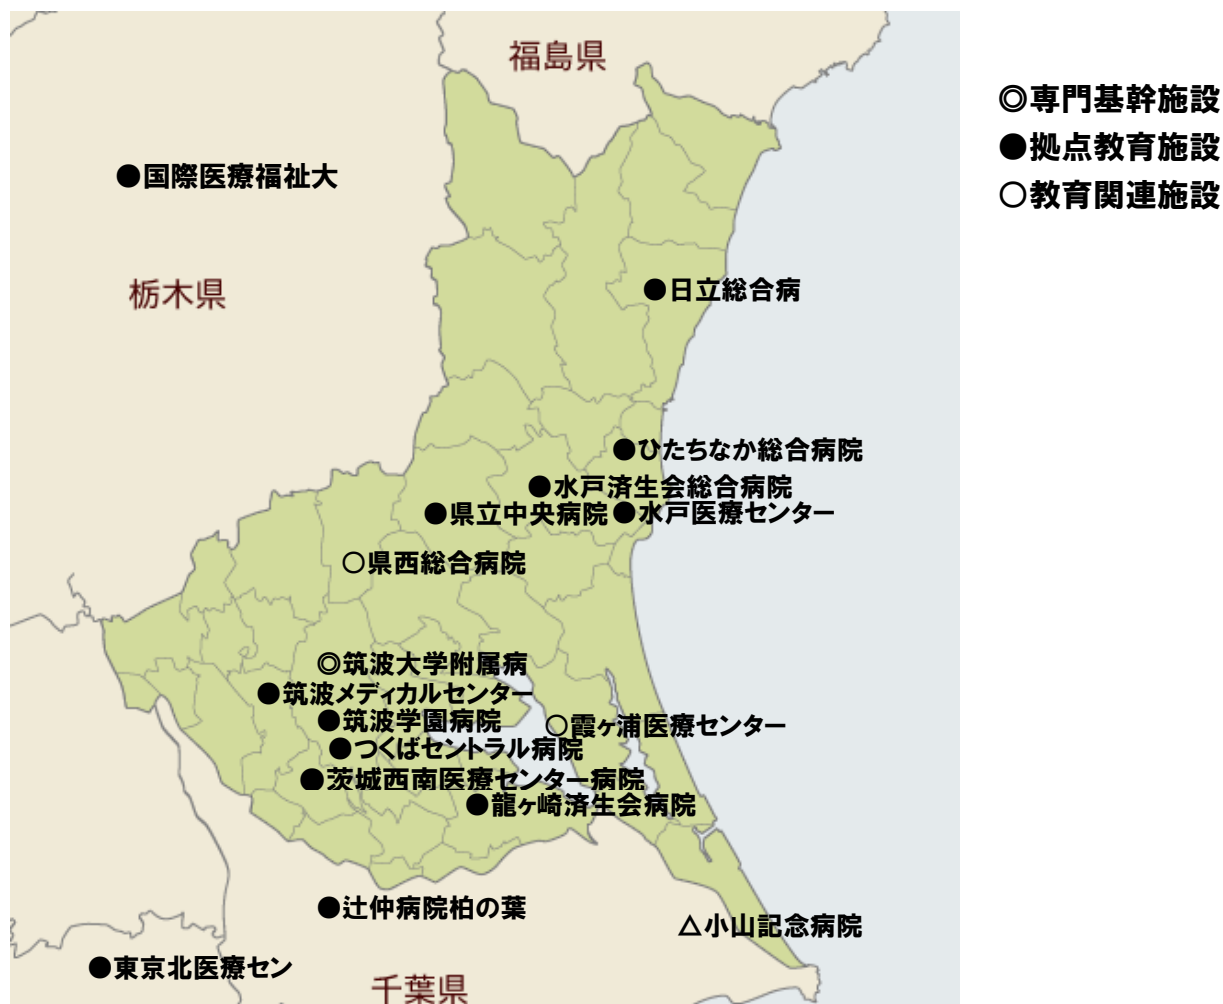 福島県
◎専門基幹施設
●拠点教育施設
●国際医療福祉大
○教育関連施設
●日立総合病
栃木県
●ひたちなか総合病院
●水戸済生会総合病院
●県立中央病院
●水戸医療センター
○県西総合病院
◎筑波大学附属病
●筑波メディカルセンター
●筑波学園病院
○霞ヶ浦医療センター
●つくばセントラル病院
●茨城西南医療センター病院
●龍ヶ崎済生会病院
●辻仲病院柏の葉
△小山記念病院
●東京北医療セン
千葉県